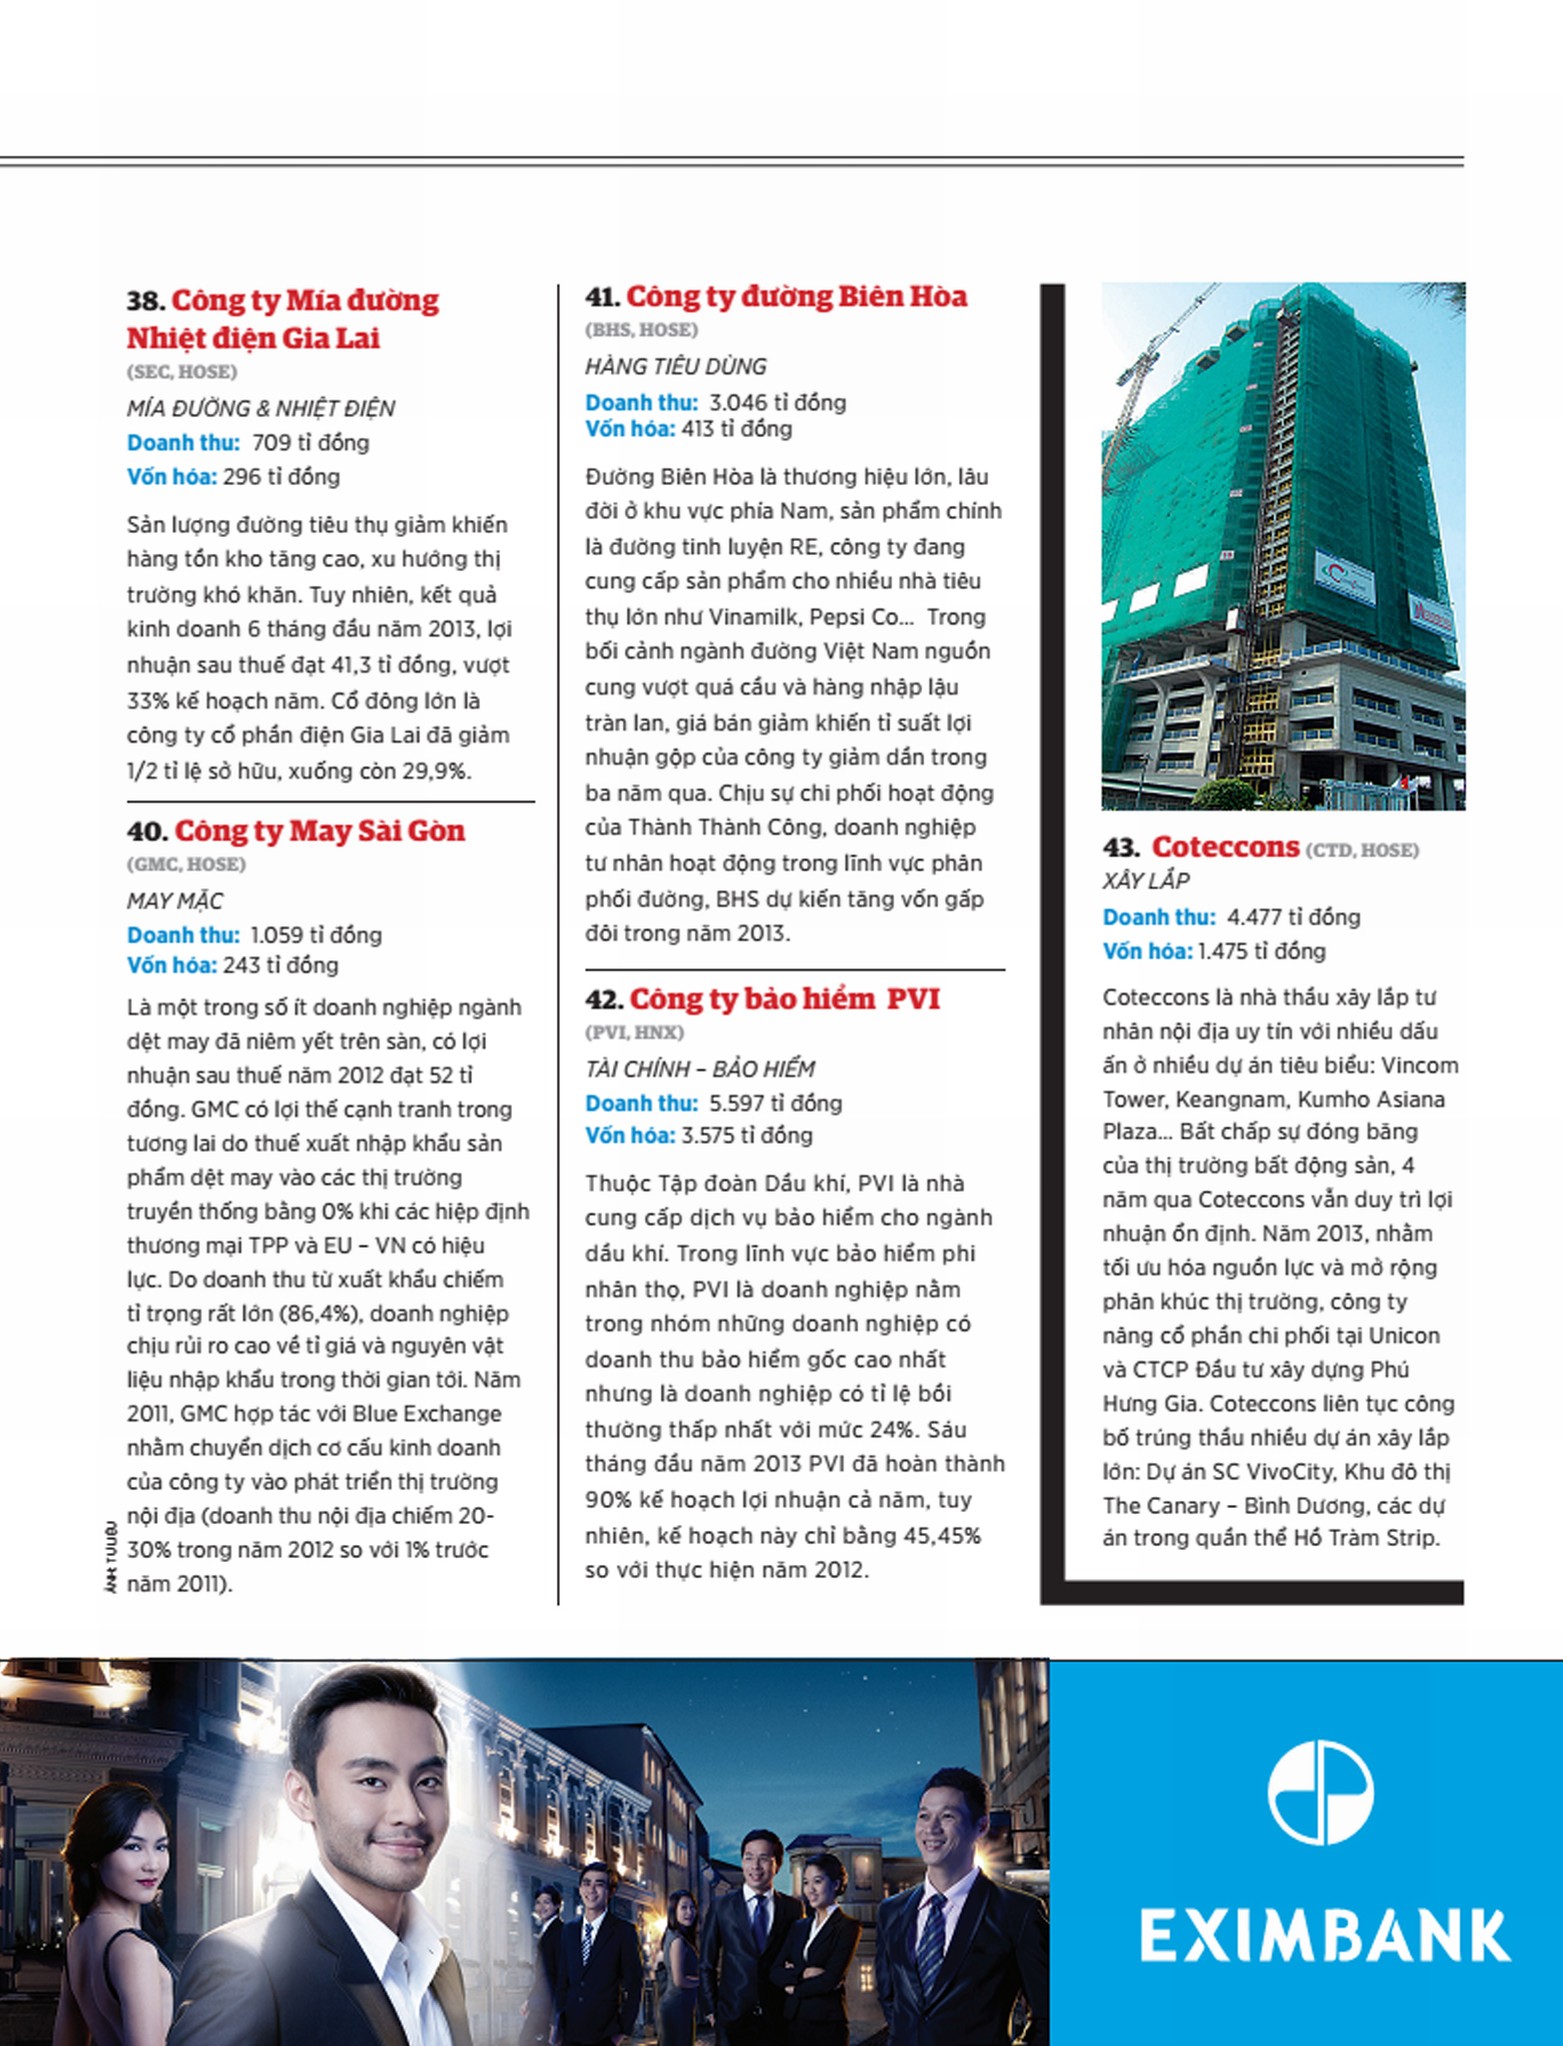 38. Công ty Mía đường
Nhiệt điện Gia Lai
(SEC, HOSE)
MÍA ĐƯỜNG & NHIỆT ĐIỆN
Doanh thu: 709 tỉ đồng
Vốn hóa: 296 tỉ đồng
Sản lượng đường tiêu thụ giảm khiến
hàng tồn kho tăng cao, xu hướng thị
trường khó khăn. Tuy nhiên, kết quả
kinh doanh 6 tháng đầu năm 2013, lợi
nhuận sau thuế đạt 41,3 tỉ đồng, vượt
33% kế hoạch năm. Cổ đông lớn là
công ty cổ phần điện Gia Lai đã giảm
1/2 tỉ lệ sở hữu, xuống còn 29,9%.
40. Công ty May Sài Gòn
(GMC, HOSE)
MAY MẶC
Doanh thu: 1.059 tỉ đồng
Vốn hóa: 243 tỉ đồng
Là một trong số ít doanh nghiệp ngành
dệt may đã niêm yết trên sàn, có lợi
nhuận sau thuế năm 2012 đạt 52 tỉ
đồng. GMC có lợi thế cạnh tranh trong
tương lai do thuế xuất nhập khẩu sản
phẩm dệt may vào các thị trường
truyền thống bằng 0% khi các hiệp định
thương mại TPP và EU – VN có hiệu
lực. Do doanh thu từ xuất khẩu chiếm
tỉ trọng rất lớn (86,4%), doanh nghiệp
chịu rủi ro cao về tỉ giá và nguyên vật
liệu nhập khẩu trong thời gian tới. Năm
2011, GMC hợp tác với Blue Exchange
nhằm chuyển dịch cơ cấu kinh doanh
của công ty vào phát triển thị trường
nội địa (doanh thu nội địa chiếm 20-
30% trong năm 2012 so với 1% trước
năm 2011).
ẢNH: TƯ LIỆU
41. Công ty đường Biên Hòa
(BHS, HOSE)
HÀNG TIÊU DÙNG
Doanh thu: 3.046 tỉ đồng
Vốn hóa: 413 tỉ đồng
Đường Biên Hòa là thương hiệu lớn, lâu
đời ở khu vực phía Nam, sản phẩm chính
là đường tinh luyện RE, công ty đang
cung cấp sản phẩm cho nhiều nhà tiêu
thụ lớn như Vinamilk, Pepsi Co... Trong
bối cảnh ngành đường Việt Nam nguồn
cung vượt quá cầu và hàng nhập lậu
tràn lan, giá bán giảm khiến tỉ suất lợi
nhuận gộp của công ty giảm dần trong
ba năm qua. Chịu sự chi phối hoạt động
của Thành Thành Công, doanh nghiệp
tư nhân hoạt động trong lĩnh vực phân
phối đường, BHS dự kiến tăng vốn gấp
đôi trong năm 2013.
42. Công ty bảo hiểm PVI
(PVI, HNX)
TÀI CHÍNH – BẢO HIỂM
Doanh thu: 5.597 tỉ đồng
Vốn hóa: 3.575 tỉ đồng
Thuộc Tập đoàn Dầu khí, PVI là nhà
cung cấp dịch vụ bảo hiểm cho ngành
dầu khí. Trong lĩnh vực bảo hiểm phi
nhân thọ, PVI là doanh nghiệp nằm
trong nhóm những doanh nghiệp có
doanh thu bảo hiểm gốc cao nhất
nhưng là doanh nghiệp có tỉ lệ bồi
thường thấp nhất với mức 24%. Sáu
tháng đầu năm 2013 PVI đã hoàn thành
90% kế hoạch lợi nhuận cả năm, tuy
nhiên, kế hoạch này chỉ bằng 45,45%
so với thực hiện năm 2012.
43. Coteccons (CTD, HOSE)
XÂY LẮP
Doanh thu: 4.477 tỉ đồng
Vốn hóa: 1.475 tỉ đồng
Coteccons là nhà thầu xây lắp tư
nhân nội địa uy tín với nhiều dấu
ấn ở nhiều dự án tiêu biểu: Vincom
Tower, Keangnam, Kumho Asiana
Plaza... Bất chấp sự đóng băng
của thị trường bất động sản, 4
năm qua Coteccons vẫn duy trì lợi
nhuận ổn định. Năm 2013, nhằm
tối ưu hóa nguồn lực và mở rộng
phân khúc thị trường, công ty
nâng cổ phần chi phối tại Unicon
và CTCP Đầu tư xây dựng Phú
Hưng Gia. Coteccons liên tục công
bố trúng thầu nhiều dự án xây lắp
lớn: Dự án SC VivoCity, Khu đô thị
The Canary – Bình Dương, các dự
án trong quần thể Hồ Tràm Strip.
EXIMBANK